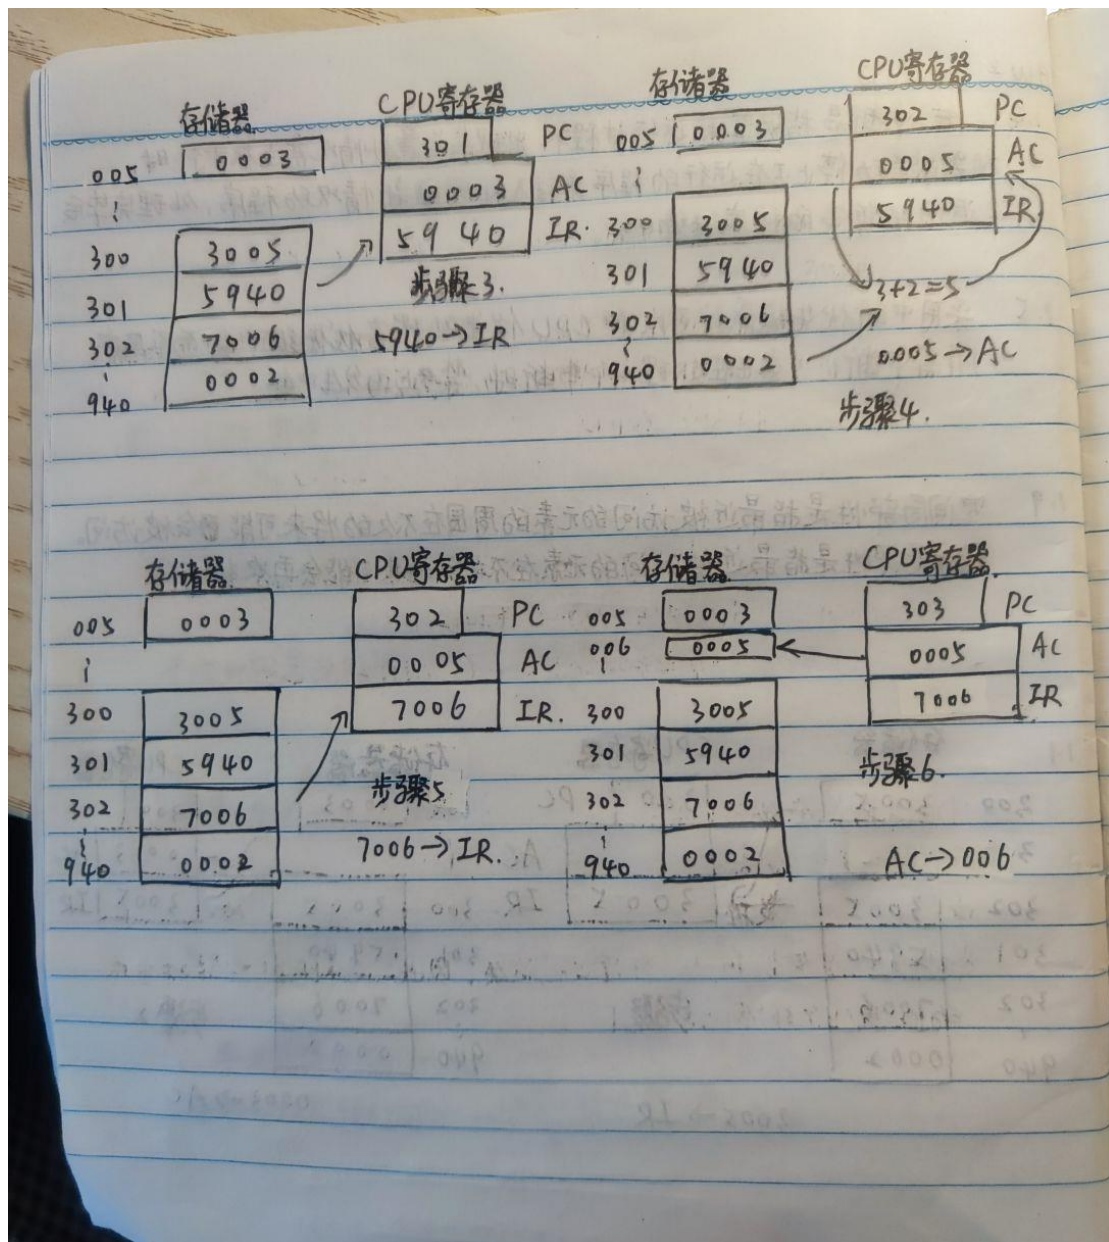 存储器 CPU寄存器
005 0003 301 PC
⋮ 0003 AC
300 3005 5940 IR.
301 5940 步骤3.
302 7006 5940→IR
⋮
940 0002
存储器 CPU寄存器
005 0003 302 PC
⋮ 0005 AC
300 3005 5940 IR
301 5940 3+2=5
302 7006
⋮
940 0002 0005→AC
步骤4.
存储器 CPU寄存器
005 0003 302 PC
⋮ 0005 AC
300 3005 7006 IR.
301 5940 步骤5
302 7006
⋮
940 0002 7006→IR.
存储器 CPU寄存器
005 0003 303 PC
006 0005 0005 AC
⋮
300 3005 7006 IR
301 5940 步骤6.
302 7006
⋮
940 0002 AC→006